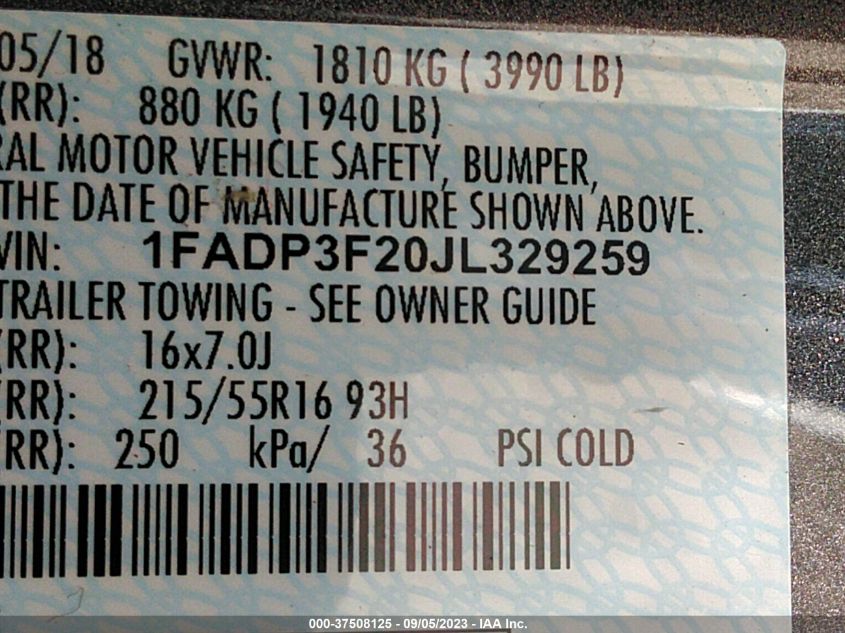 05/18 GVWR: 1810 KG ( 3990 LB)
(RR): 880 KG ( 1940 LB)
RAL MOTOR VEHICLE SAFETY, BUMPER,
THE DATE OF MANUFACTURE SHOWN ABOVE.
VIN: 1FADP3F20JL329259
TRAILER TOWING - SEE OWNER GUIDE
(RR): 16x7.0J
(RR): 215/55R16 93H
(RR): 250 kPa/ 36 PSI COLD
000-37508125 - 09/05/2023 - IAA Inc.